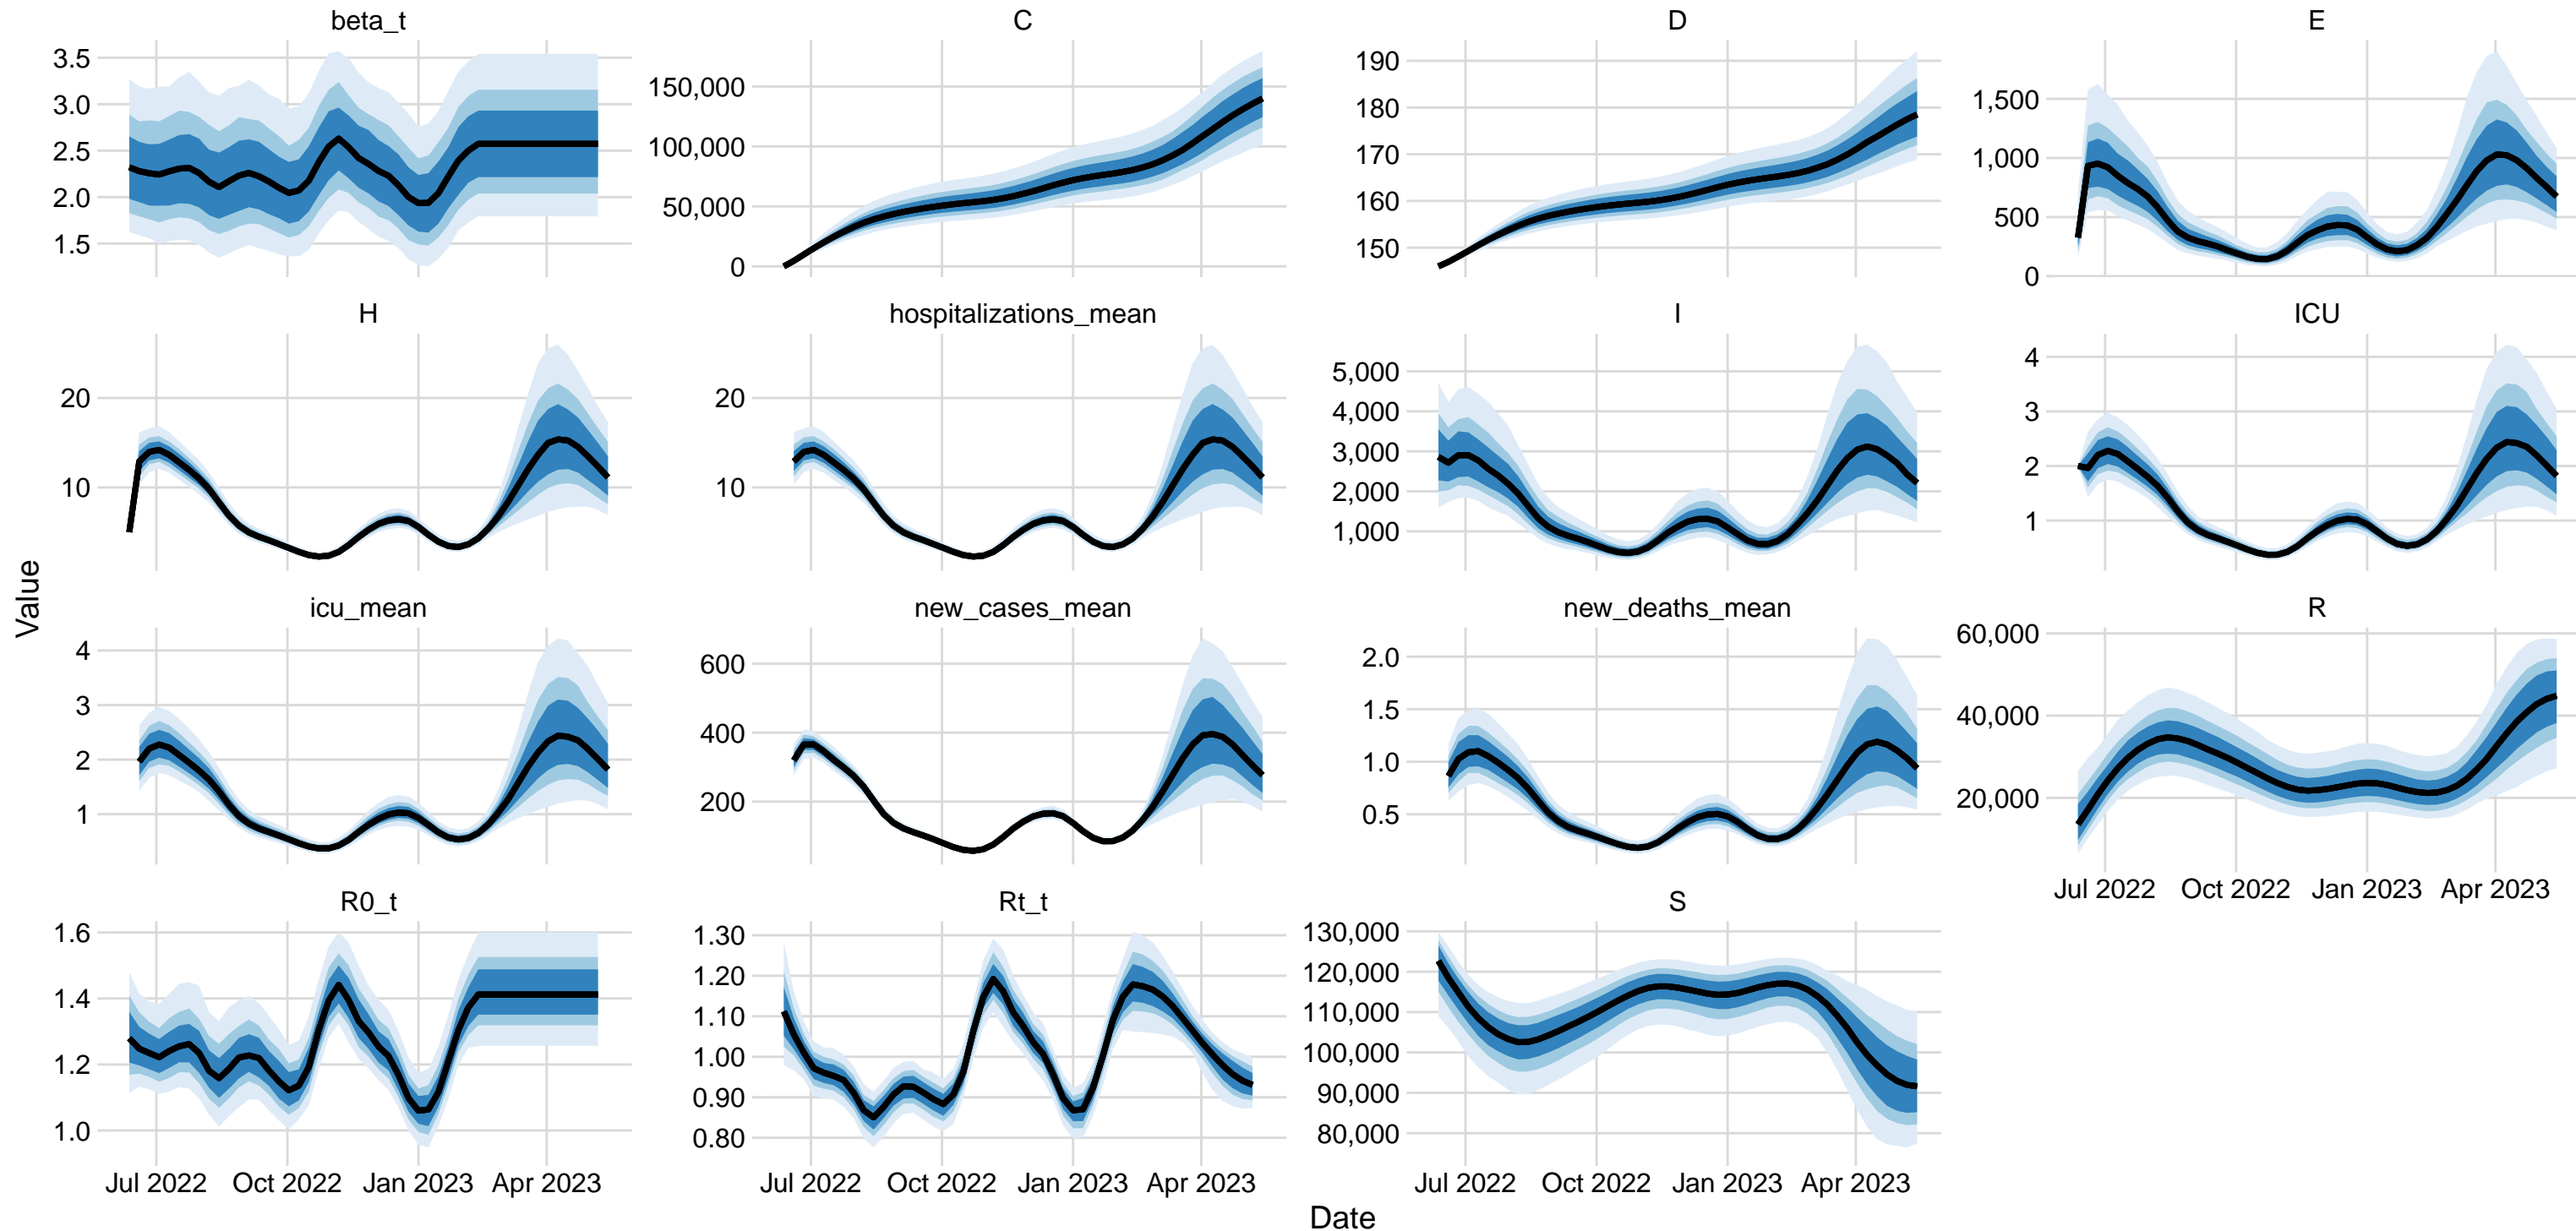 beta_t
C
D
E
3.5
3.0
2.5
2.0
1.5
150,000
100,000
50,000
0
190
180
170
160
150
1,500
1,000
500
0
H
hospitalizations_mean
I
ICU
20
10
20
10
5,000
4,000
3,000
2,000
1,000
4
3
2
1
Value
icu_mean
new_cases_mean
new_deaths_mean
R
4
3
2
1
600
400
200
2.0
1.5
1.0
0.5
60,000
40,000
20,000
Jul 2022 Oct 2022 Jan 2023 Apr 2023
R0_t
Rt_t
S
1.6
1.4
1.2
1.0
1.30
1.20
1.10
1.00
0.90
0.80
130,000
120,000
110,000
100,000
90,000
80,000
Jul 2022 Oct 2022 Jan 2023 Apr 2023
Jul 2022 Oct 2022 Jan 2023 Apr 2023
Jul 2022 Oct 2022 Jan 2023 Apr 2023
Date